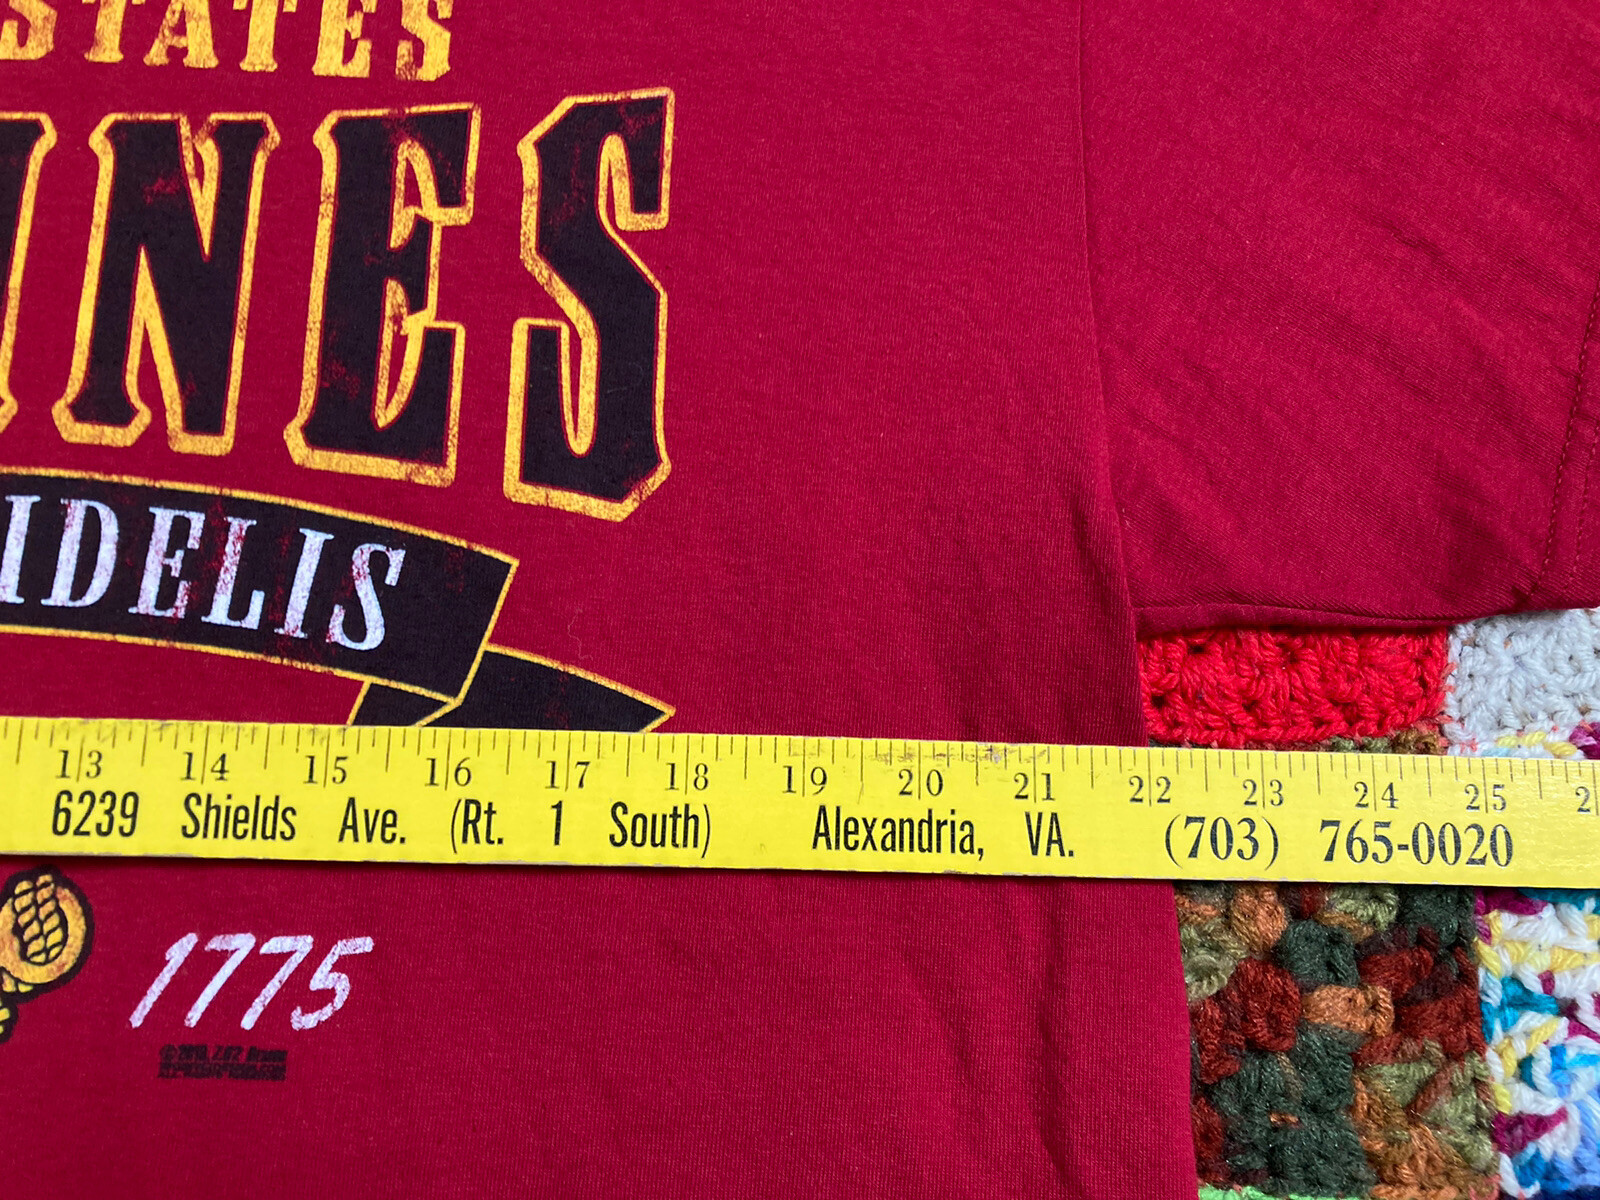 STATES
INES
IDELIS
13 14 15 16 17 18 19 20 21 22 23 24 25
6239 Shields Ave. (Rt. 1 South) Alexandria, VA. (703) 765-0020
1775